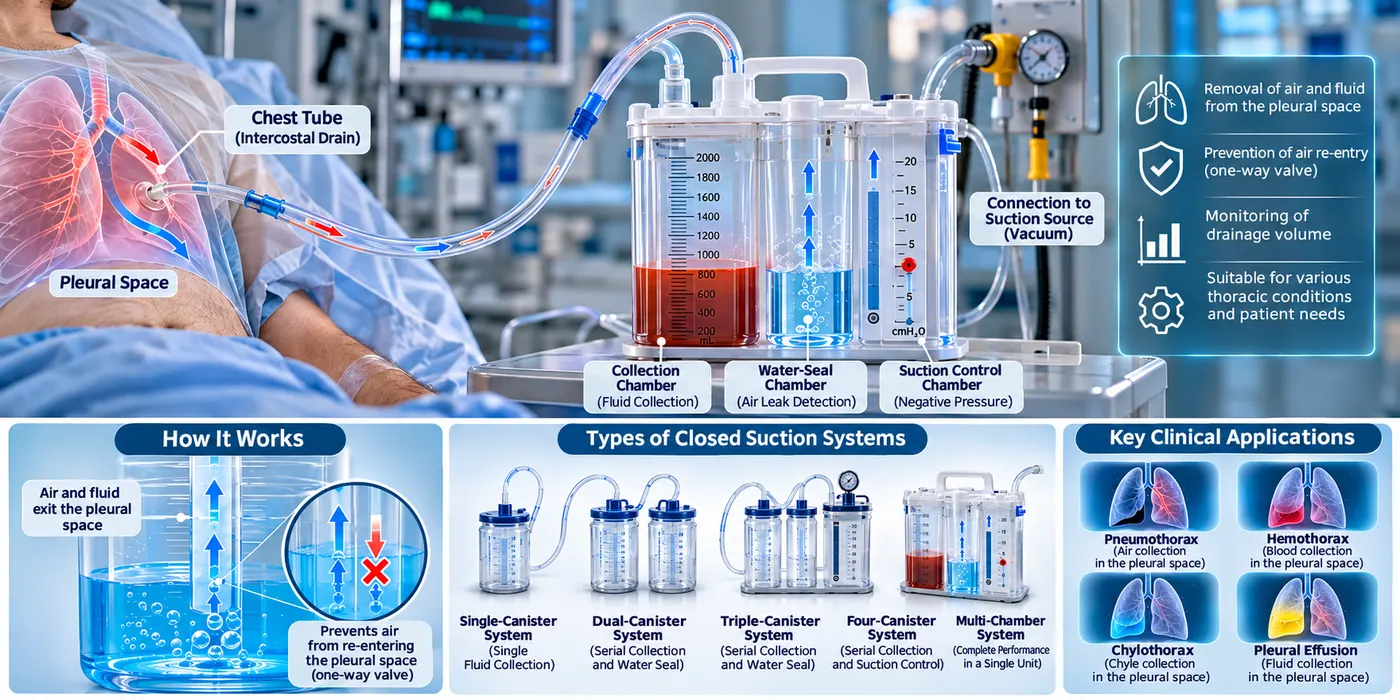 Chest Tube
(Intercostal Drain)
Pleural Space
2000
1800
1600
1400
1200
1000
800
600
400
200
mL
20
15
10
5
5
cmH₂O
Connection to
Suction Source
(Vacuum)
Removal of air and fluid
from the pleural space
Prevention of air re-entry
(one-way valve)
Monitoring of
drainage volume
Suitable for various
thoracic conditions
and patient needs
Collection
Chamber
(Fluid Collection)
Water-Seal
Chamber
(Air Leak Detection)
Suction Control
Chamber
(Negative Pressure)
How It Works
Air and fluid
exit the pleural
space
Prevents air
from re-entering
the pleural space
(one-way valve)
Types of Closed Suction Systems
Single-Canister
System
(Single
Fluid Collection)
Dual-Canister
System
(Serial Collection
and Water Seal)
Triple-Canister
System
(Serial Collection
and Water Seal)
Four-Canister
System
(Serial Collection
and Suction Control)
Multi-Chamber
System
(Complete Performance
in a Single Unit)
Key Clinical Applications
Pneumothorax
(Air collection
in the pleural space)
Hemothorax
(Blood collection
in the pleural space)
Chylothorax
(Chyle collection
in the pleural space)
Pleural Effusion
(Fluid collection
in the pleural space)